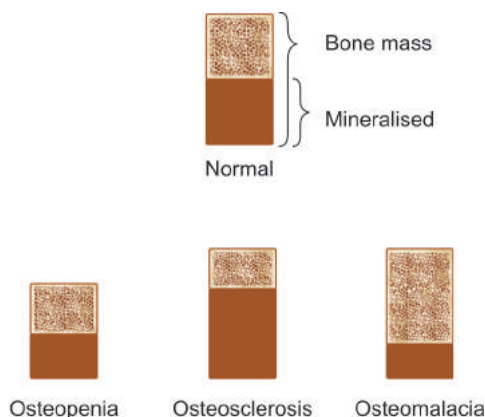 Bone mass
Mineralised
Normal
Osteopenia
Osteosclerosis
Osteomalacia